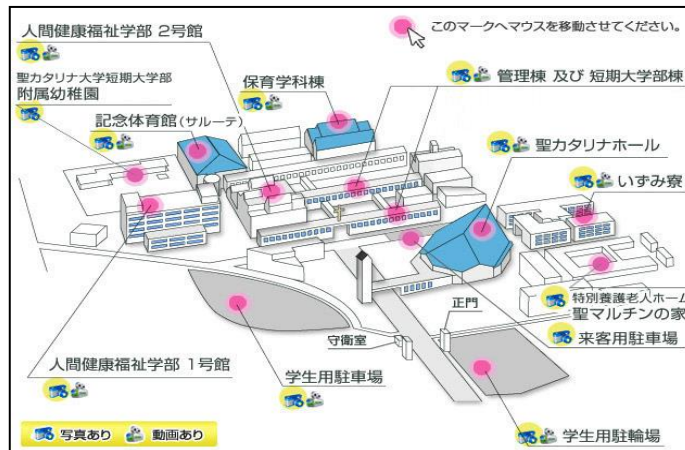 このマークへマウスを移動させてください。
人間健康福祉学部 2号館
聖カタリナ大学短期大学部
附属幼稚園
記念体育館(サルーテ)
保育学科棟
管理棟 及び 短期大学部棟
聖カタリナホール
いずみ寮
特別養護老人ホーム
聖マルチンの家
来客用駐車場
正門
守衛室
人間健康福祉学部 1号館
学生用駐車場
学生用駐輪場
写真あり 動画あり